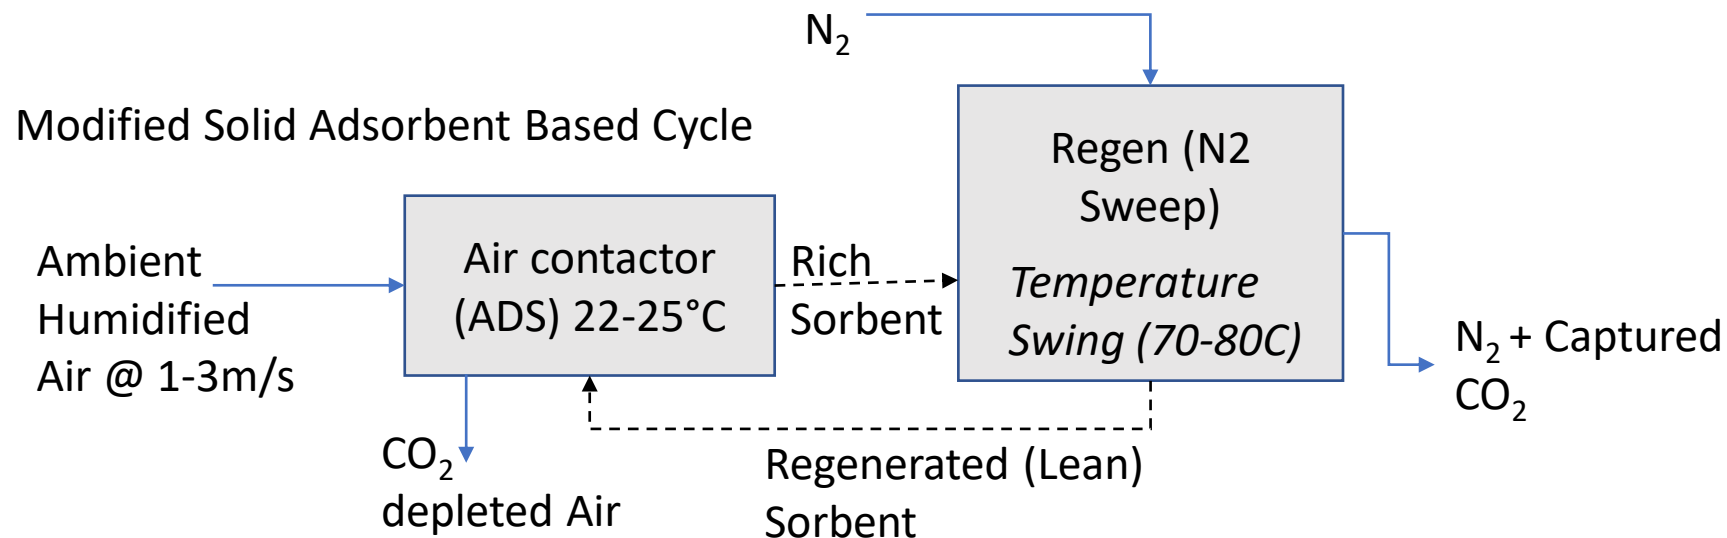 N₂
Modified Solid Adsorbent Based Cycle
Regen (N2
Sweep)
Temperature
Swing (70-80C)
Ambient
Humidified
Air @ 1-3m/s
Air contactor
(ADS) 22-25°C
Rich
Sorbent
N₂ + Captured
CO₂
CO₂
depleted Air
Regenerated (Lean)
Sorbent